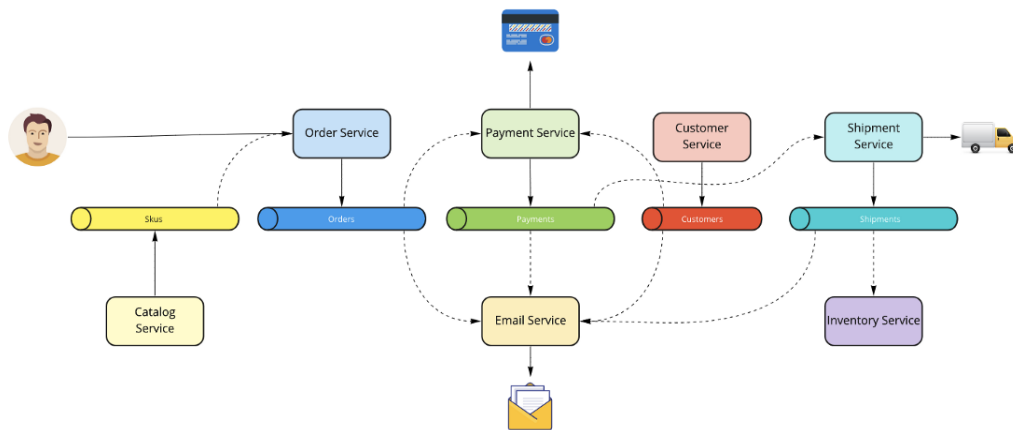 Order Service
Payment Service
Customer
Service
Shipment
Service
Skus
Orders
Payments
Customers
Shipments
Catalog
Service
Email Service
Inventory Service